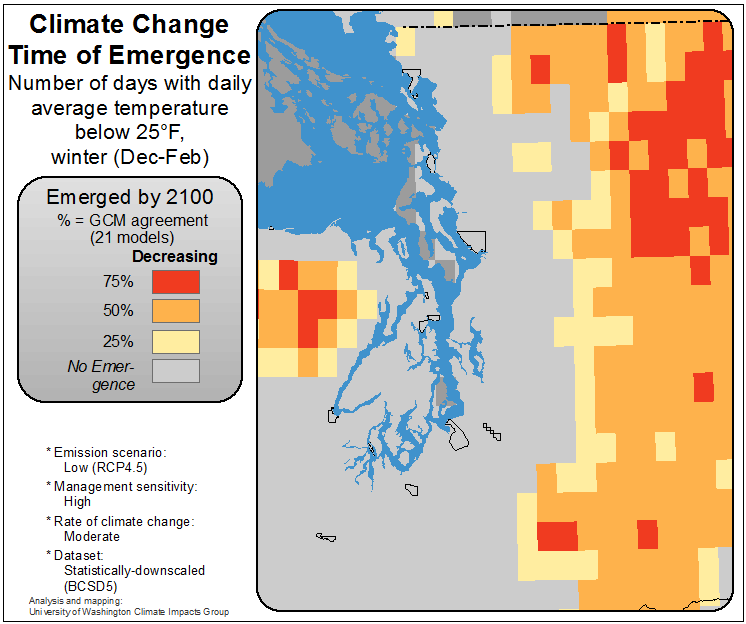 Climate Change
Time of Emergence
Number of days with daily
average temperature
below 25°F,
winter (Dec-Feb)
Emerged by 2100
% = GCM agreement
(21 models)
Decreasing
75%
50%
25%
No Emer-
gence
* Emission scenario:
Low (RCP4.5)
* Management sensitivity:
High
* Rate of climate change:
Moderate
* Dataset:
Statistically-downscaled
(BCSD5)
Analysis and mapping:
University of Washington Climate Impacts Group